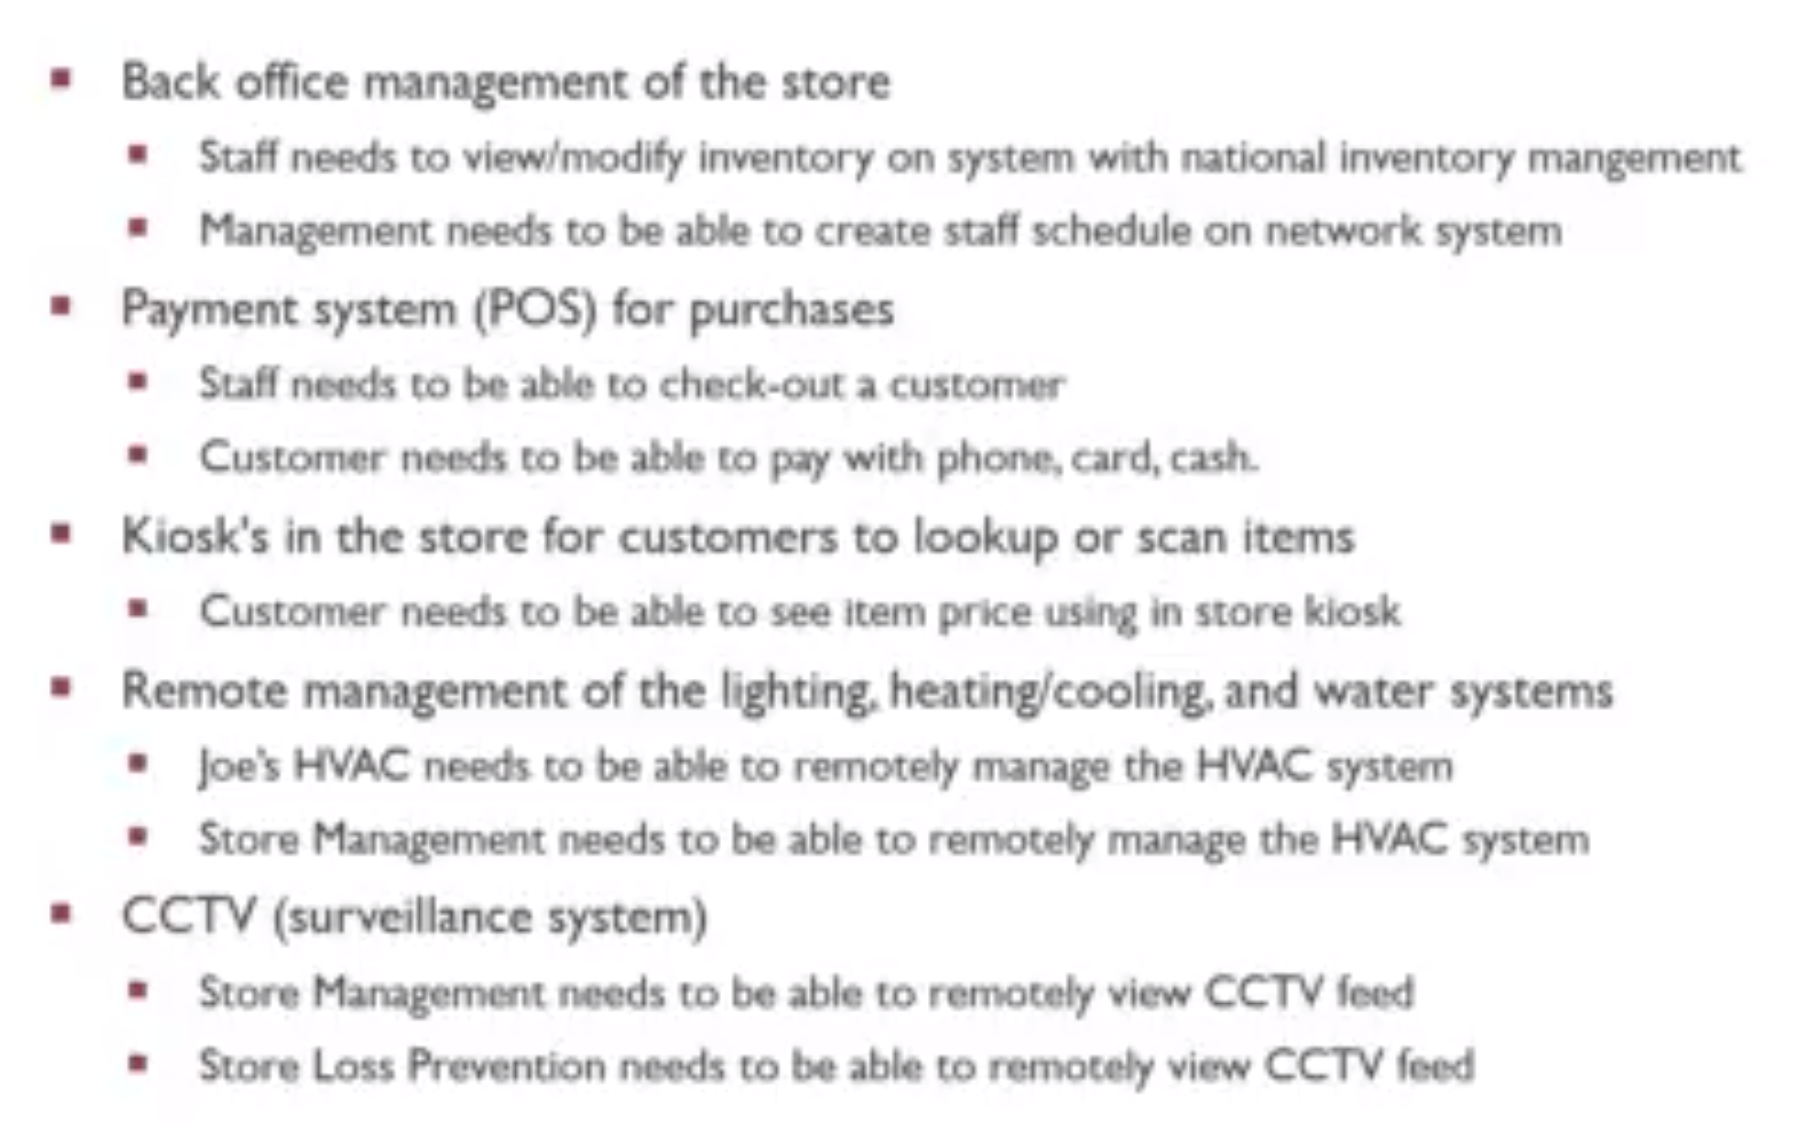 Back office management of the store
Staff needs to view/modify inventory on system with national inventory mangement
Management needs to be able to create staff schedule on network system
Payment system (POS) for purchases
Staff needs to be able to check-out a customer
Customer needs to be able to pay with phone, card, cash.
Kiosk's in the store for customers to lookup or scan items
Customer needs to be able to see item price using in store kiosk
Remote management of the lighting, heating/cooling, and water systems
Joe's HVAC needs to be able to remotely manage the HVAC system
Store Management needs to be able to remotely manage the HVAC system
CCTV (surveillance system)
Store Management needs to be able to remotely view CCTV feed
Store Loss Prevention needs to be able to remotely view CCTV feed